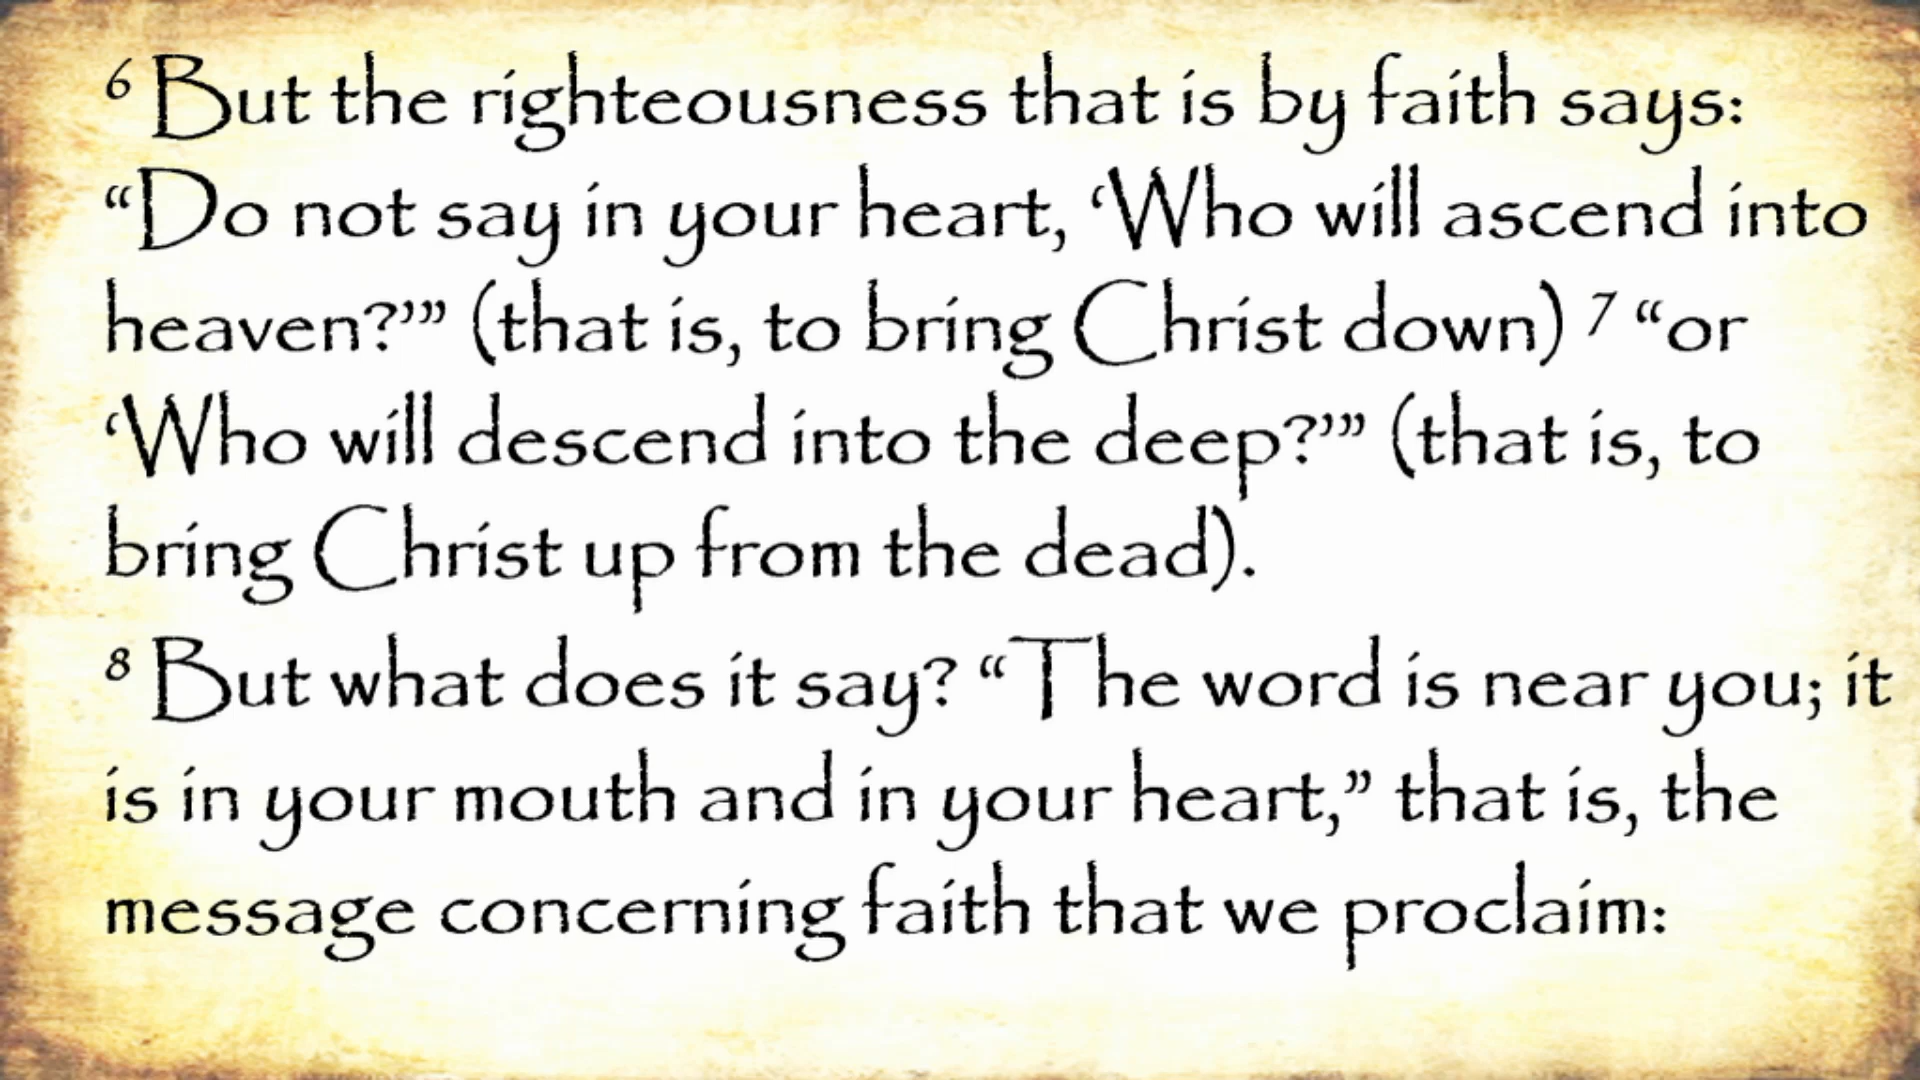 6 But the righteousness that is by faith says:
“Do not say in your heart, ‘Who will ascend into
heaven?’” (that is, to bring Christ down) 7 “or
‘Who will descend into the deep?’” (that is, to
bring Christ up from the dead).
8 But what does it say? “The word is near you; it
is in your mouth and in your heart,” that is, the
message concerning faith that we proclaim: